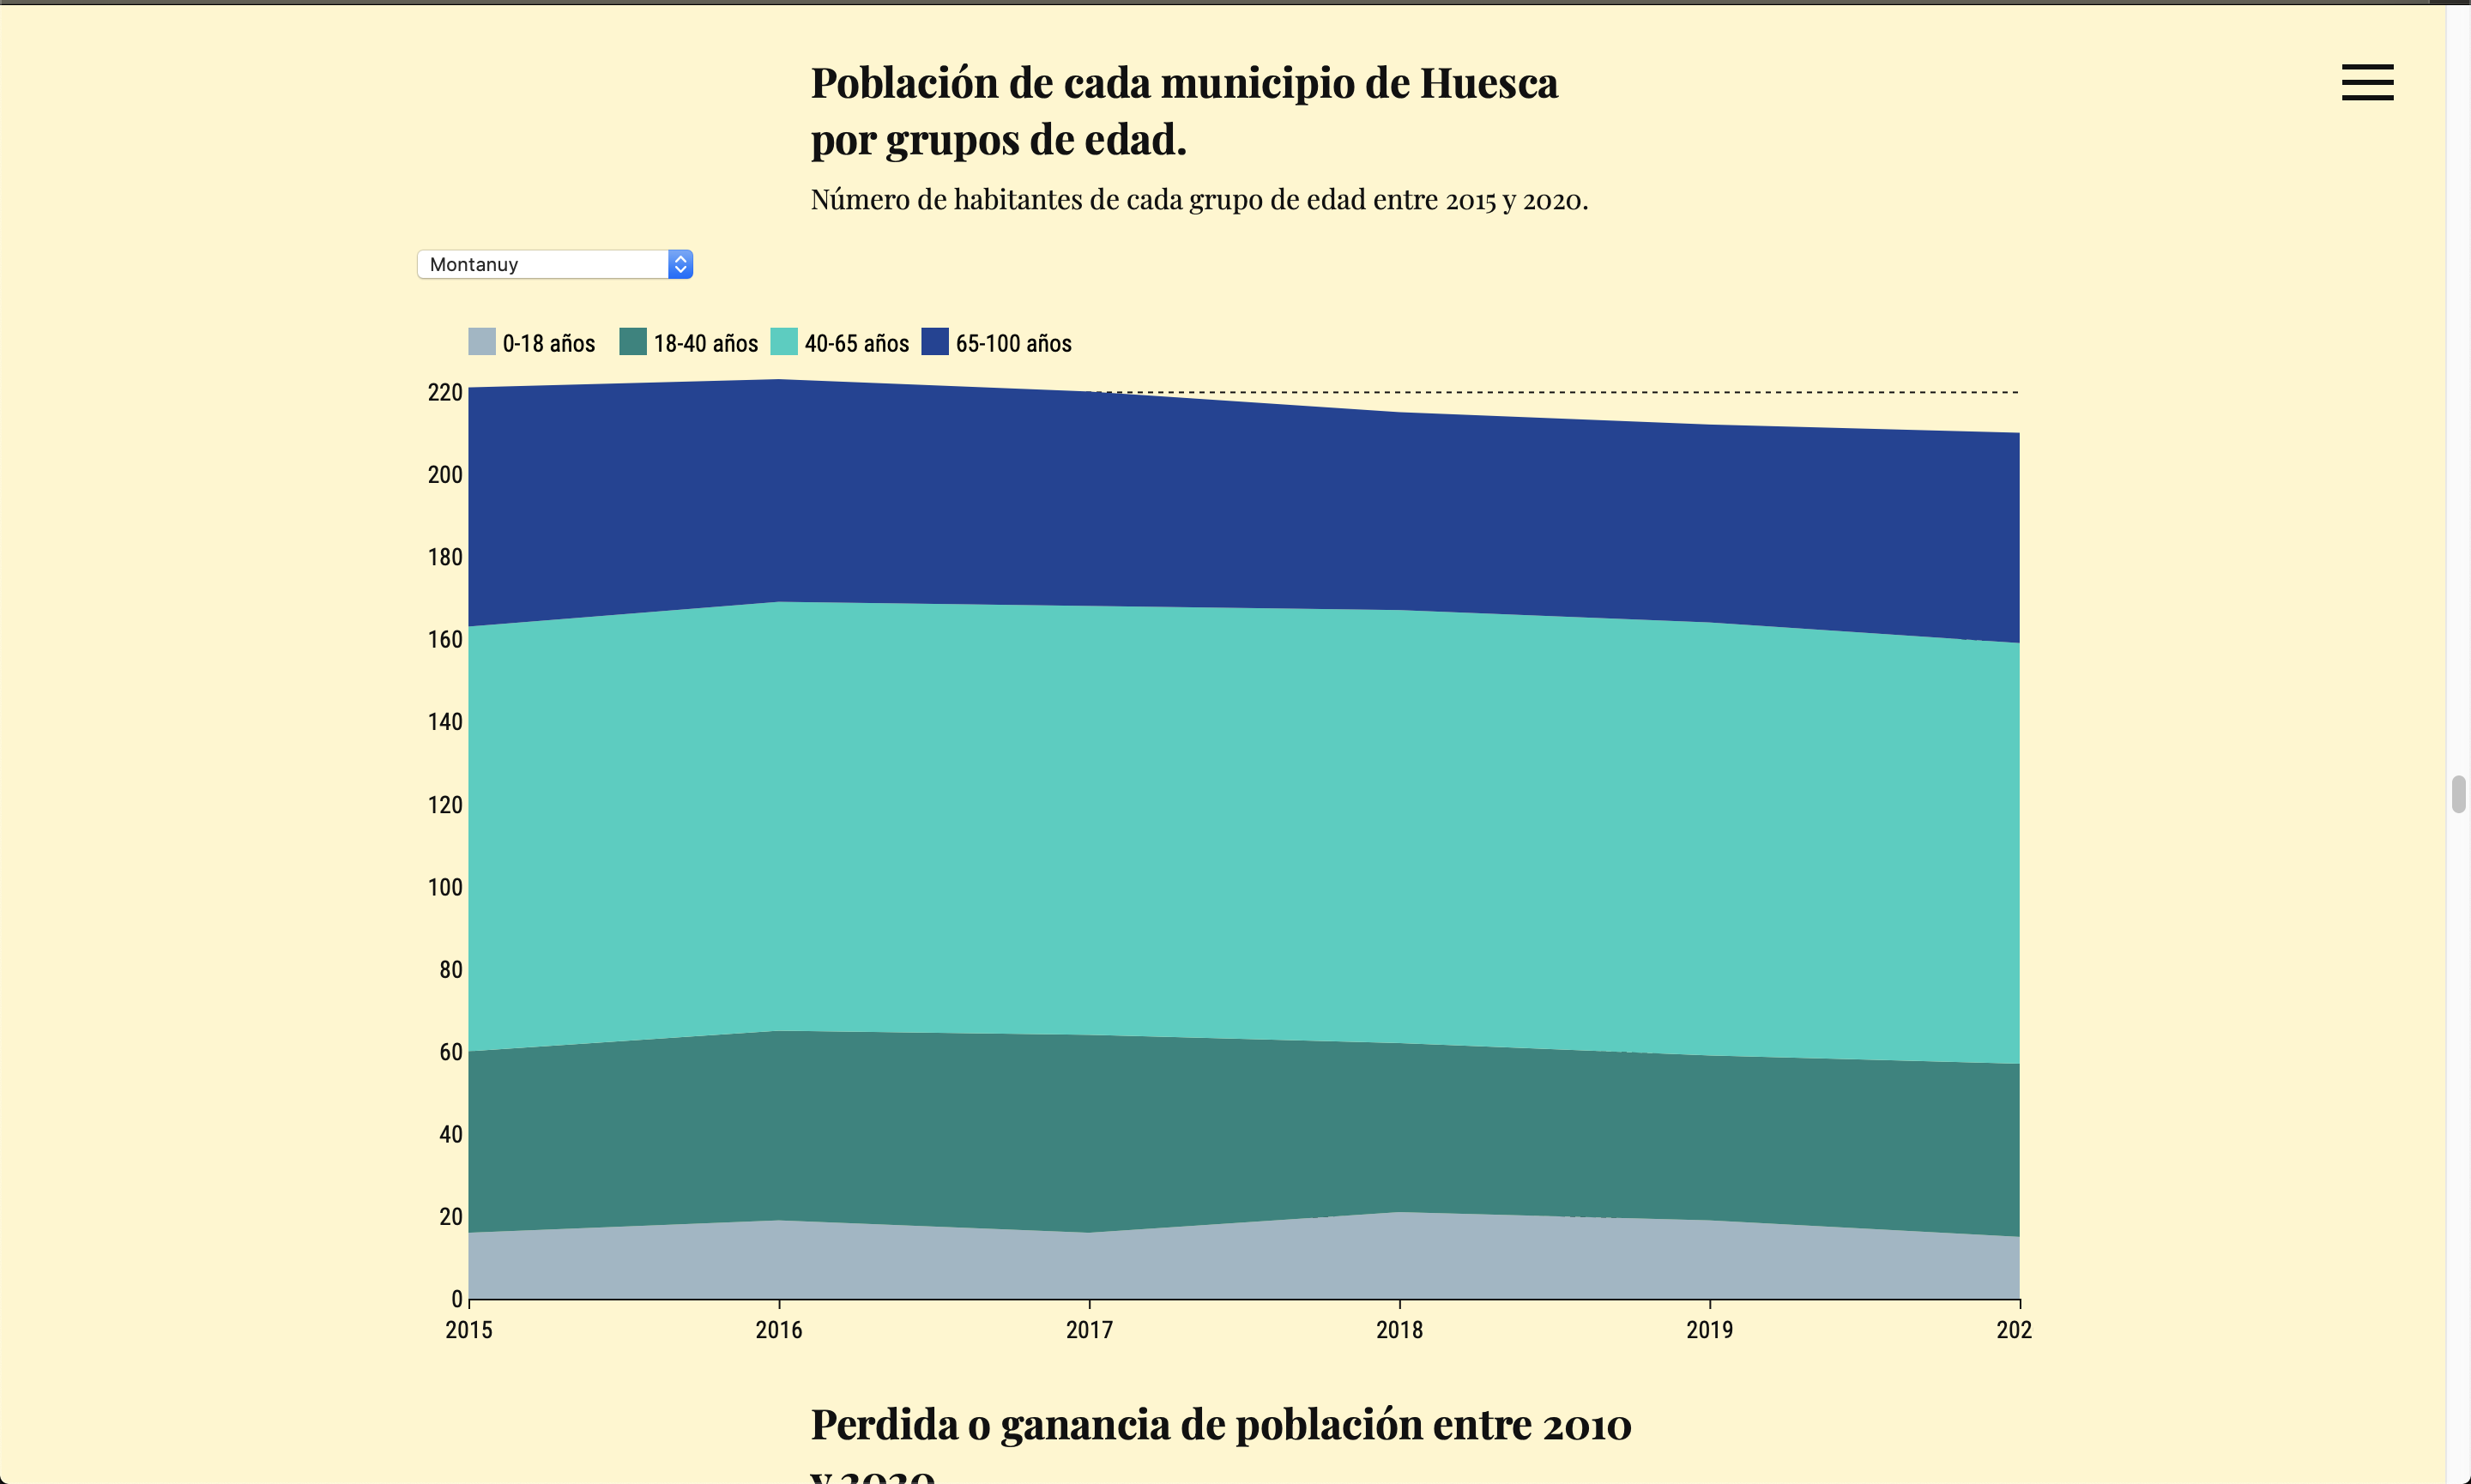 Población de cada municipio de Huesca
por grupos de edad.
Número de habitantes de cada grupo de edad entre 2015 y 2020.
Montanuy
0-18 años 18-40 años 40-65 años 65-100 años
220
200
180
160
140
120
100
80
60
40
20
0
2015 2016 2017 2018 2019 202
Perdida o ganancia de población entre 2010
y 2020